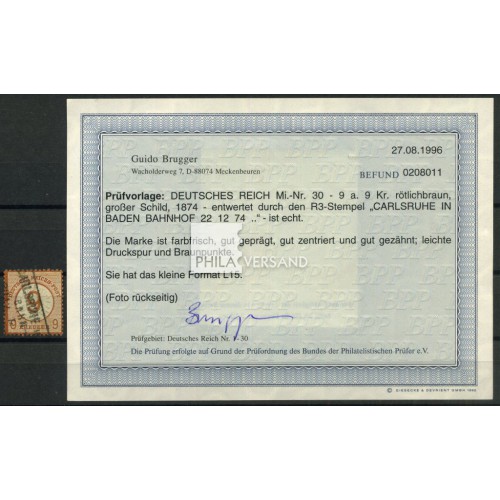 27.08.1996
Guido Brugger
Wacholderweg 7, D-88074 Meckenbeuren
BEFUND 0208011
Prüfvorlage: DEUTSCHES REICH Mi.-Nr. 30 - 9 a. 9 Kr. rötlichbraun,
großer Schild, 1874 - entwertet durch den R3-Stempel „CARLSRUHE IN
BADEN BAHNHOF 22 12 74 ..“ - ist echt.
Die Marke ist farbfrisch, gut geprägt, gut zentriert und gut gezähnt; leichte
Druckspur und Braunpunkte.
PHILA VERSAND
Sie hat das kleine Format L15.
(Foto rückseitig)
Prüfgebiet: Deutsches Reich Nr. 1-30
Die Prüfung erfolgte auf Grund der Prüfordnung des Bundes der Philatelistischen Prüfer e.V.
9 9